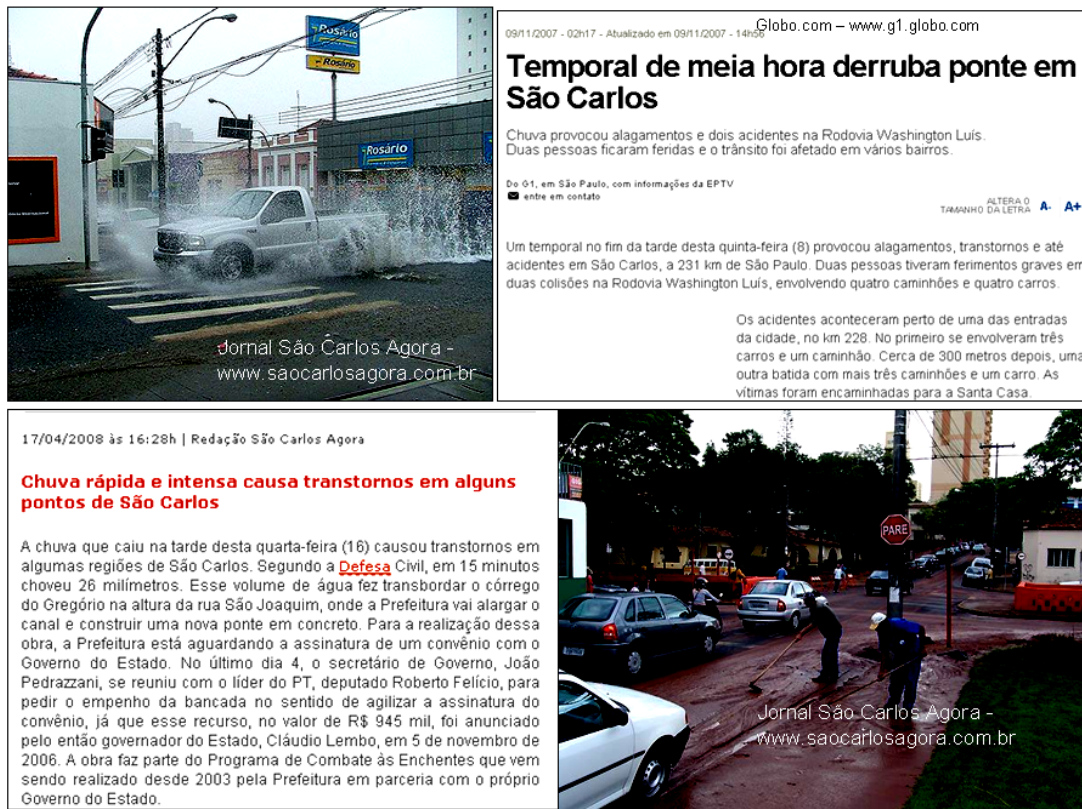 Rosário
Rosário
Rosário
Jornal São Carlos Agora -
www.saocarlosagora.com.br
Globo.com – www.g1.globo.com
09/11/2007 - 02h17 - Atualizado em 09/11/2007 - 14h56
Temporal de meia hora derruba ponte em
São Carlos
Chuva provocou alagamentos e dois acidentes na Rodovia Washington Luís.
Duas pessoas ficaram feridas e o trânsito foi afetado em vários bairros.
Do G1, em São Paulo, com informações da EPTV
entre em contato
ALTERA O
TAMANHO DA LETRA A- A+
Um temporal no fim da tarde desta quinta-feira (8) provocou alagamentos, transtornos e até
acidentes em São Carlos, a 231 km de São Paulo. Duas pessoas tiveram ferimentos graves em
duas colisões na Rodovia Washington Luís, envolvendo quatro caminhões e quatro carros.
Os acidentes aconteceram perto de uma das entradas
da cidade, no km 228. No primeiro se envolveram três
carros e um caminhão. Cerca de 300 metros depois, uma
outra batida com mais três caminhões e um carro. As
vítimas foram encaminhadas para a Santa Casa.
17/04/2008 às 16:28h | Redação São Carlos Agora
Chuva rápida e intensa causa transtornos em alguns
pontos de São Carlos
A chuva que caiu na tarde desta quarta-feira (16) causou transtornos em
algumas regiões de São Carlos. Segundo a Defesa Civil, em 15 minutos
choveu 26 milímetros. Esse volume de água fez transbordar o córrego
do Gregório na altura da rua São Joaquim, onde a Prefeitura vai alargar o
canal e construir uma nova ponte em concreto. Para a realização dessa
obra, a Prefeitura está aguardando a assinatura de um convênio com o
Governo do Estado. No último dia 4, o secretário de Governo, João
Pedrazzani, se reuniu com o líder do PT, deputado Roberto Felício, para
pedir o empenho da bancada no sentido de agilizar a assinatura do
convênio, já que esse recurso, no valor de R$ 945 mil, foi anunciado
pelo então governador do Estado, Cláudio Lembo, em 5 de novembro de
2006. A obra faz parte do Programa de Combate às Enchentes que vem
sendo realizado desde 2003 pela Prefeitura em parceria com o próprio
Governo do Estado.
PARE
Jornal São Carlos Agora -
www.saocarlosagora.com.br